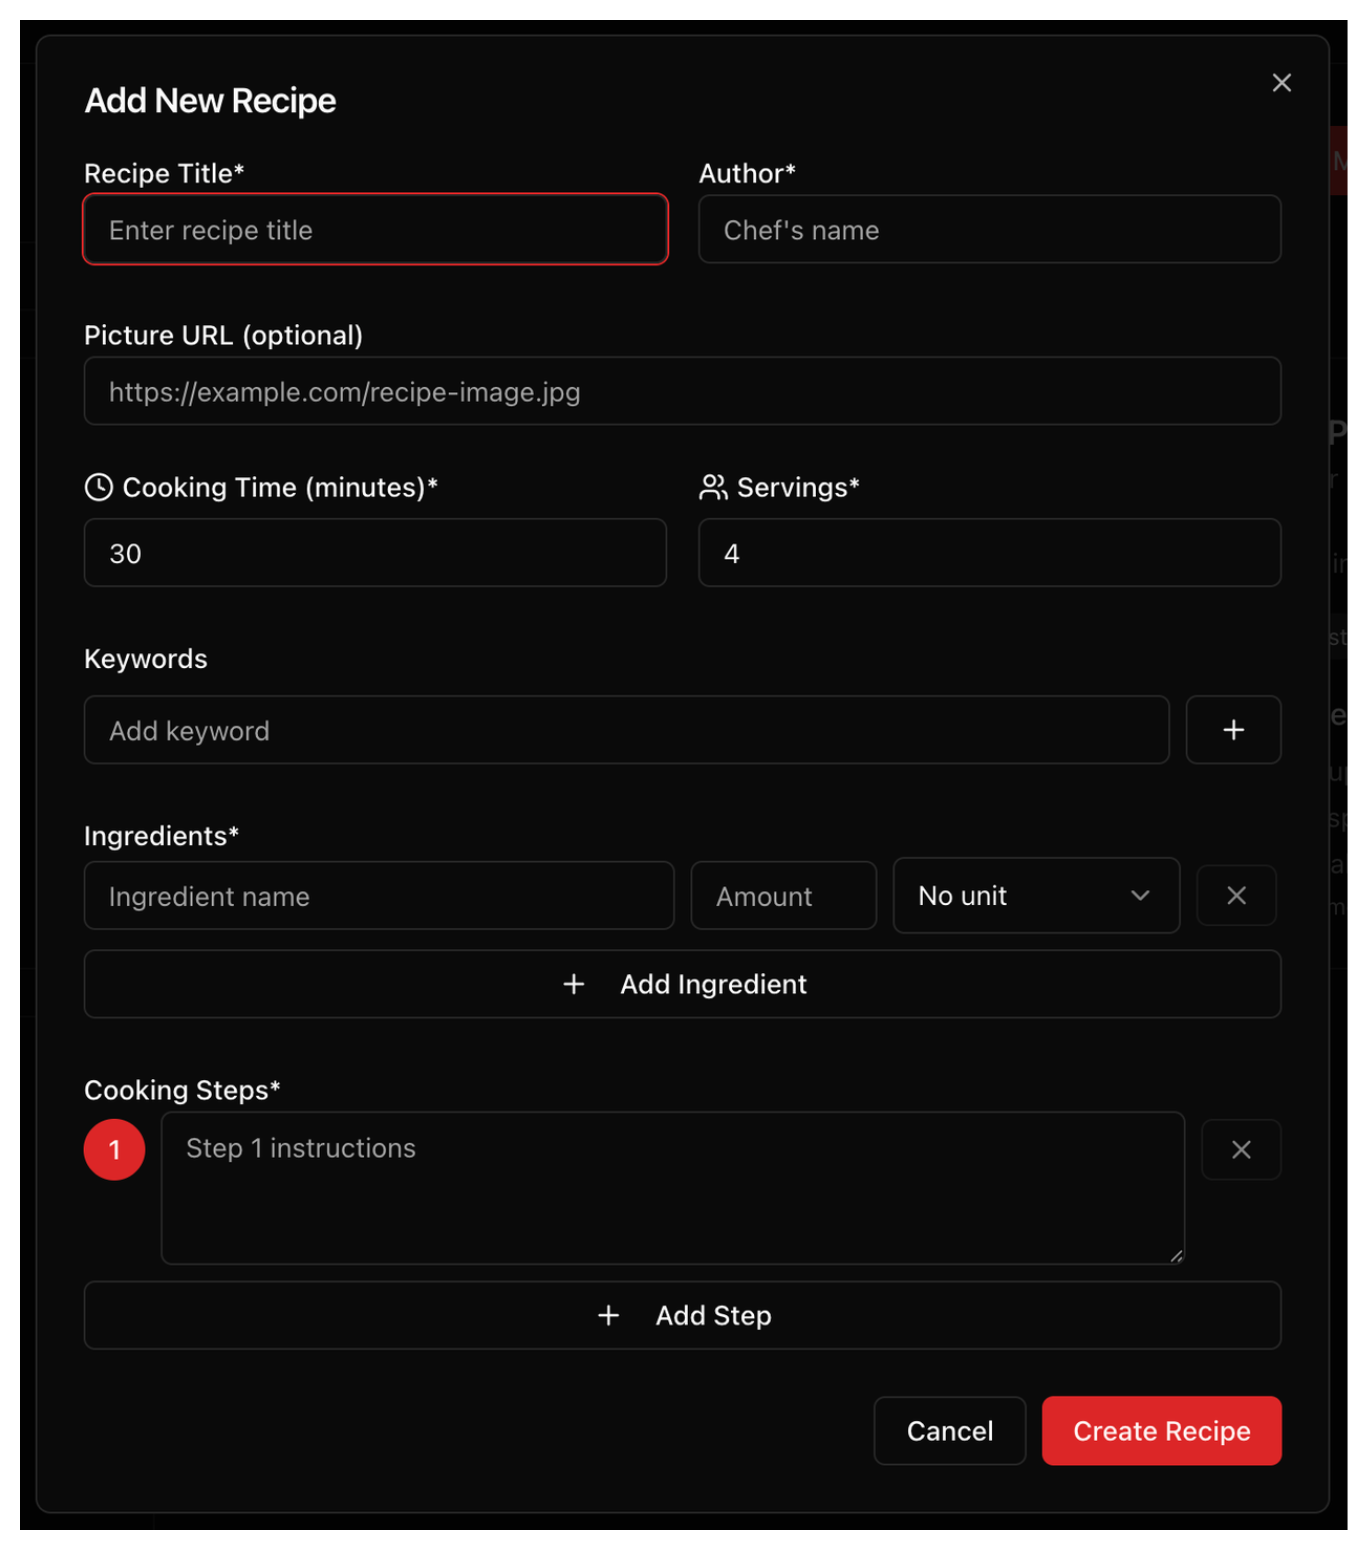 Add New Recipe
Recipe Title*
Author*
Enter recipe title
Chef's name
Picture URL (optional)
https://example.com/recipe-image.jpg
Cooking Time (minutes)*
Servings*
30
4
Keywords
Add keyword
Ingredients*
Ingredient name
Amount
No unit
Add Ingredient
Cooking Steps*
1
Step 1 instructions
Add Step
Cancel
Create Recipe